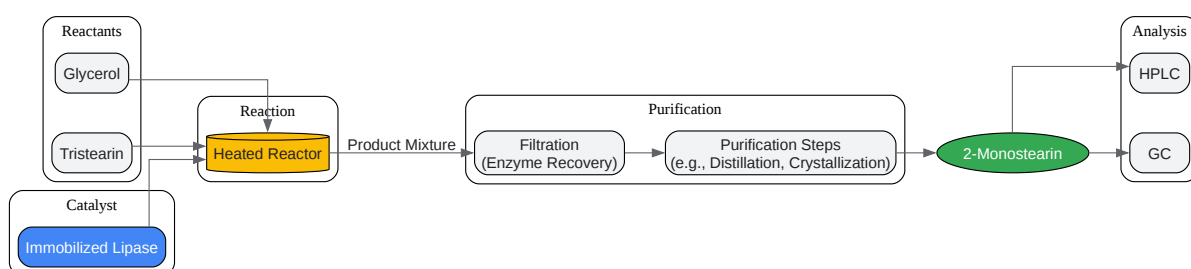 Reactants
Glycerol
Tristearin
Catalyst
Immobilized Lipase
Reaction
Heated Reactor
Product Mixture
Purification
Filtration
(Enzyme Recovery)
Purification Steps
(e.g., Distillation, Crystallization)
2-Monostearin
Analysis
HPLC
GC